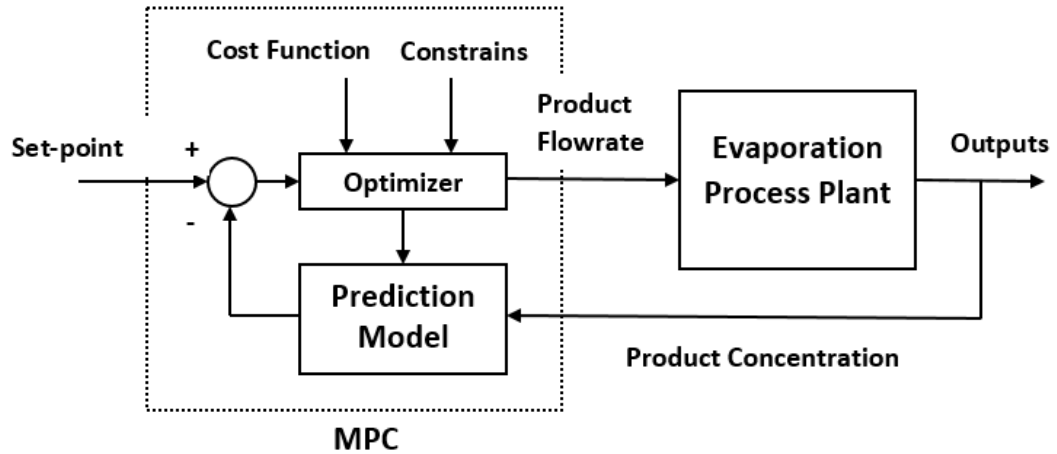 Cost Function
Constrains
Product
Flowrate
Set-point
+
-
Optimizer
Evaporation
Process Plant
Outputs
Prediction
Model
Product Concentration
MPC